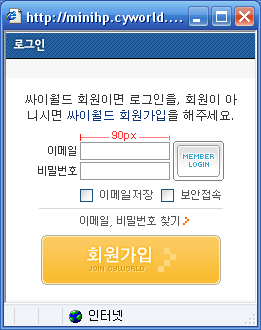 http://minihp.cyworld....
로그인
싸이월드 회원이면 로그인을, 회원이 아
니시면 싸이월드 회원가입을 해주세요.
90px
이메일
비밀번호
MEMBER
LOGIN
이메일저장 보안접속
이메일, 비밀번호 찾기
회원가입
JOIN CYWORLD
인터넷